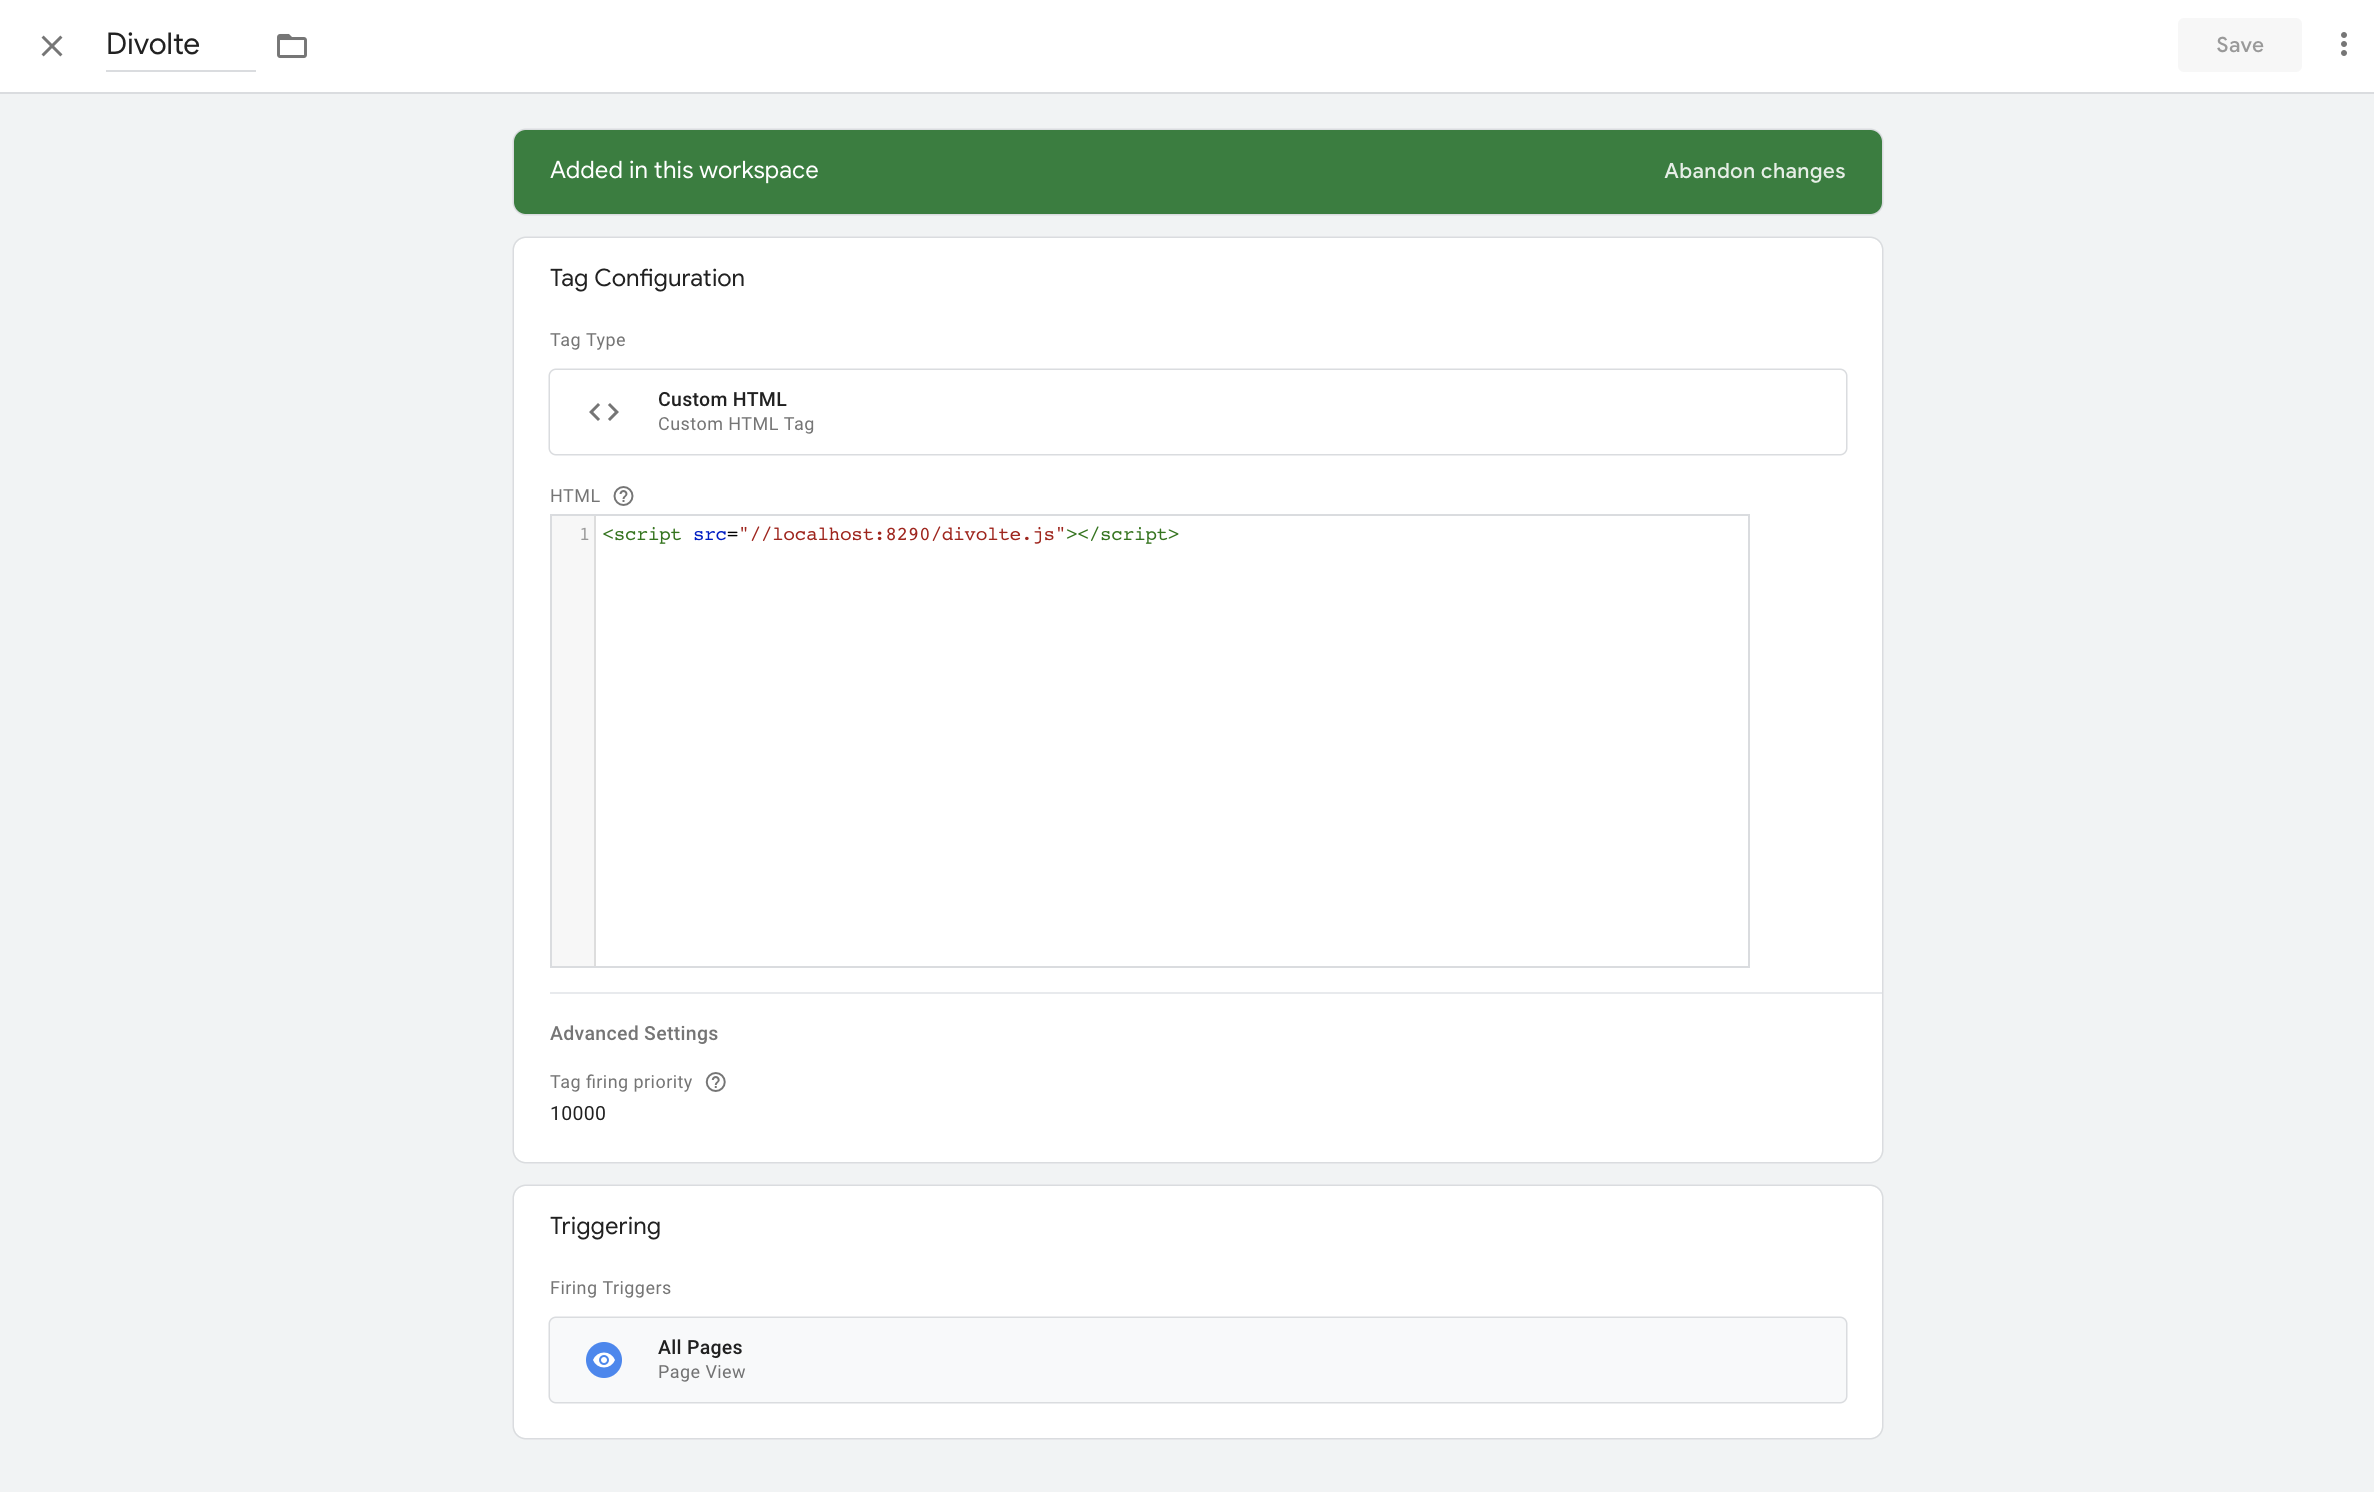 Divolte
Save
Added in this workspace
Abandon changes
Tag Configuration
Tag Type
Custom HTML
Custom HTML Tag
HTML
1
<script src="//localhost:8290/divolte.js"></script>
Advanced Settings
Tag firing priority
10000
Triggering
Firing Triggers
All Pages
Page View